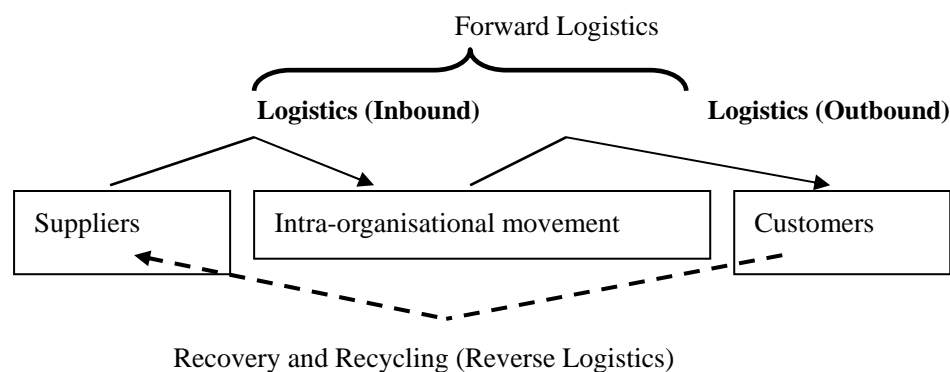 Forward Logistics
Logistics (Inbound)
Logistics (Outbound)
Suppliers
Intra-organisational movement
Customers
Recovery and Recycling (Reverse Logistics)